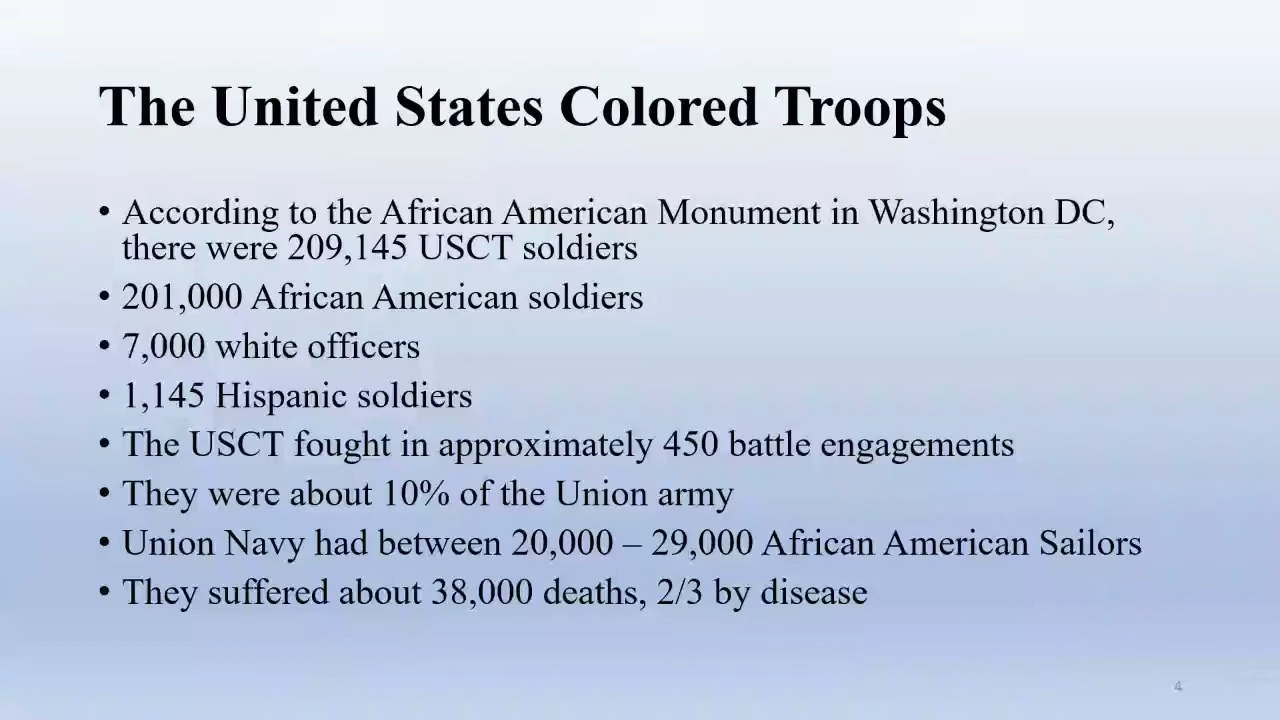 The United States Colored Troops
• According to the African American Monument in Washington DC,
there were 209,145 USCT soldiers
• 201,000 African American soldiers
• 7,000 white officers
• 1,145 Hispanic soldiers
• The USCT fought in approximately 450 battle engagements
• They were about 10% of the Union army
• Union Navy had between 20,000 – 29,000 African American Sailors
• They suffered about 38,000 deaths, 2/3 by disease
4